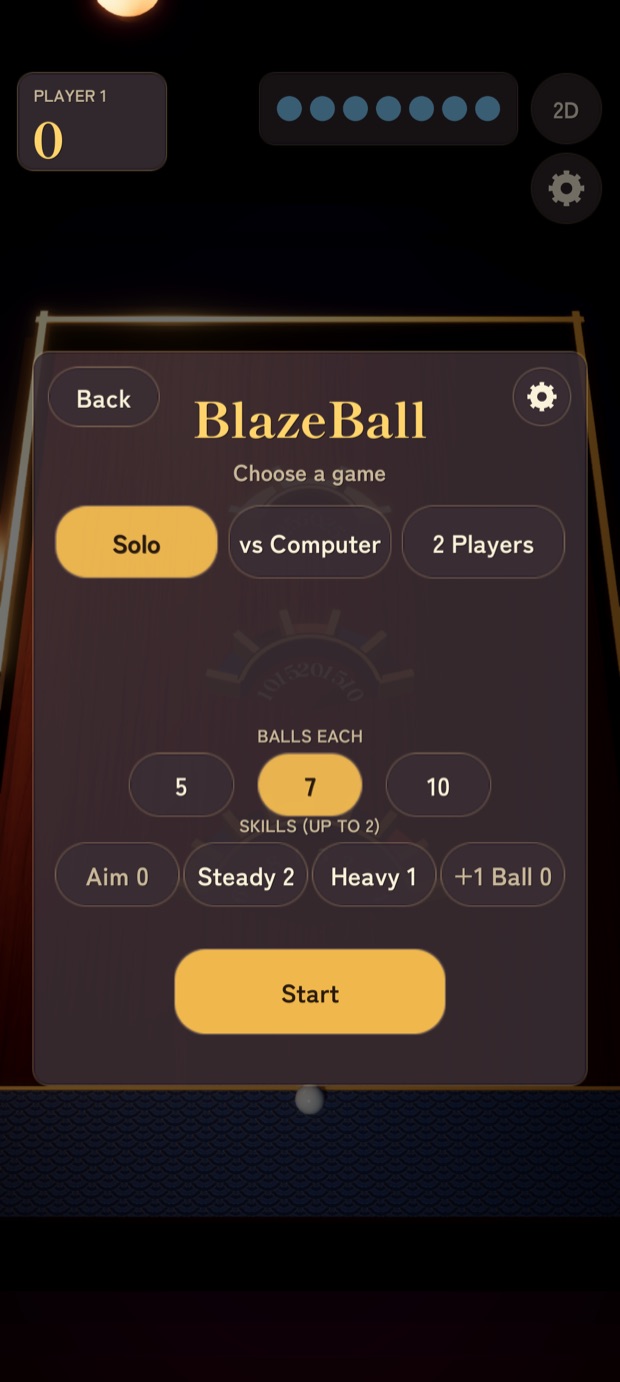 PLAYER 1
0
2D
Back
BlazeBall
Choose a game
Solo
vs Computer
2 Players
BALLS EACH
5
7
10
SKILLS (UP TO 2)
Aim 0
Steady 2
Heavy 1
+1 Ball 0
Start